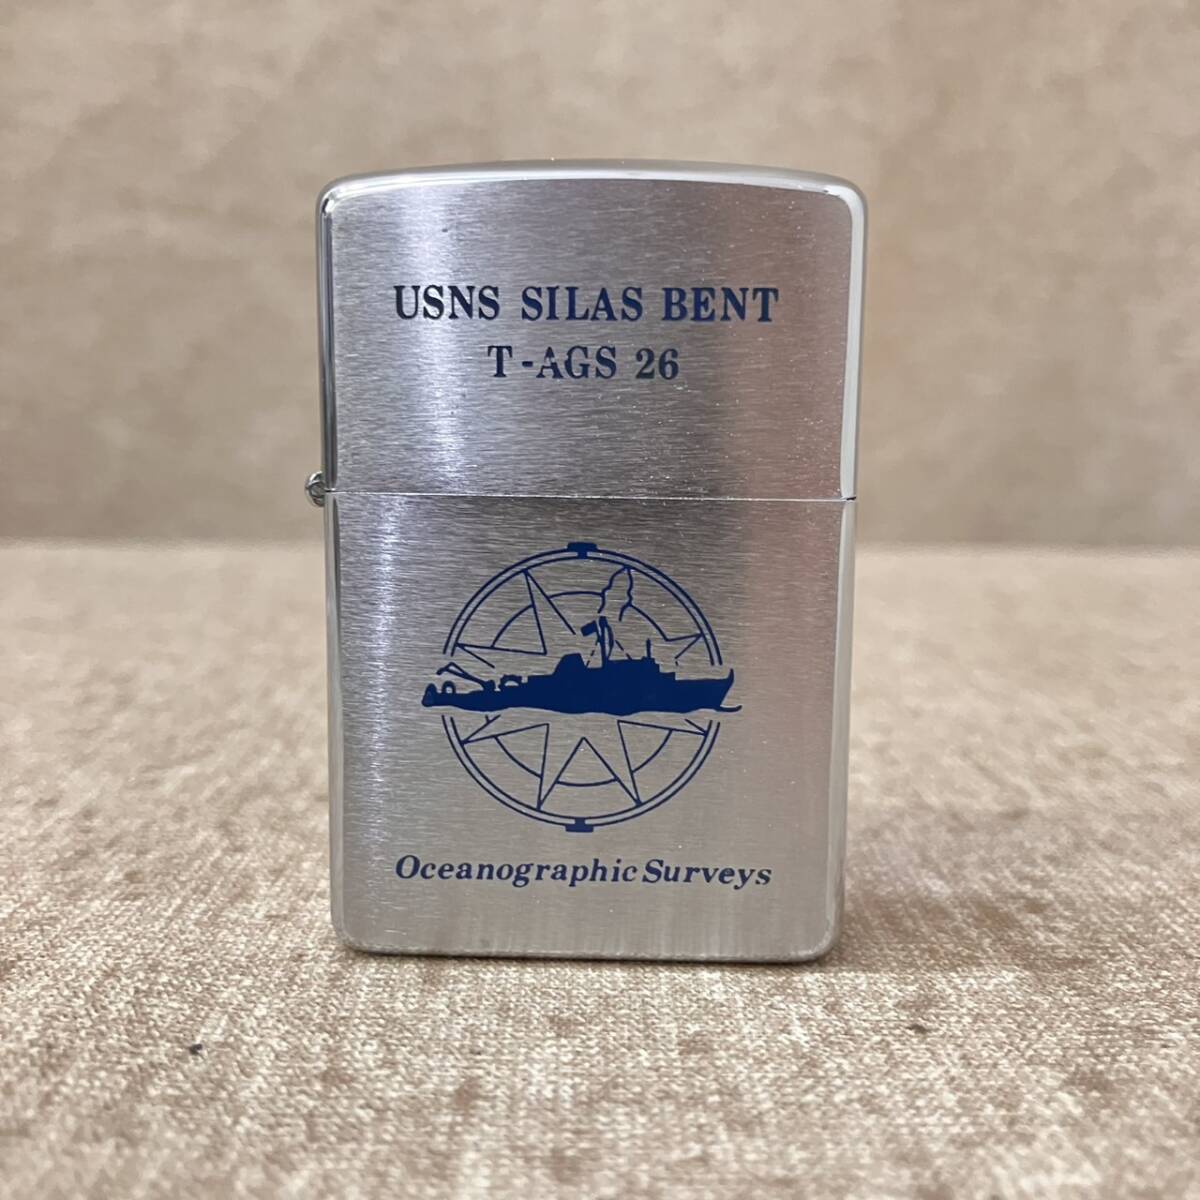 USNS SILAS BENT
T-AGS 26
Oceanographic Surveys